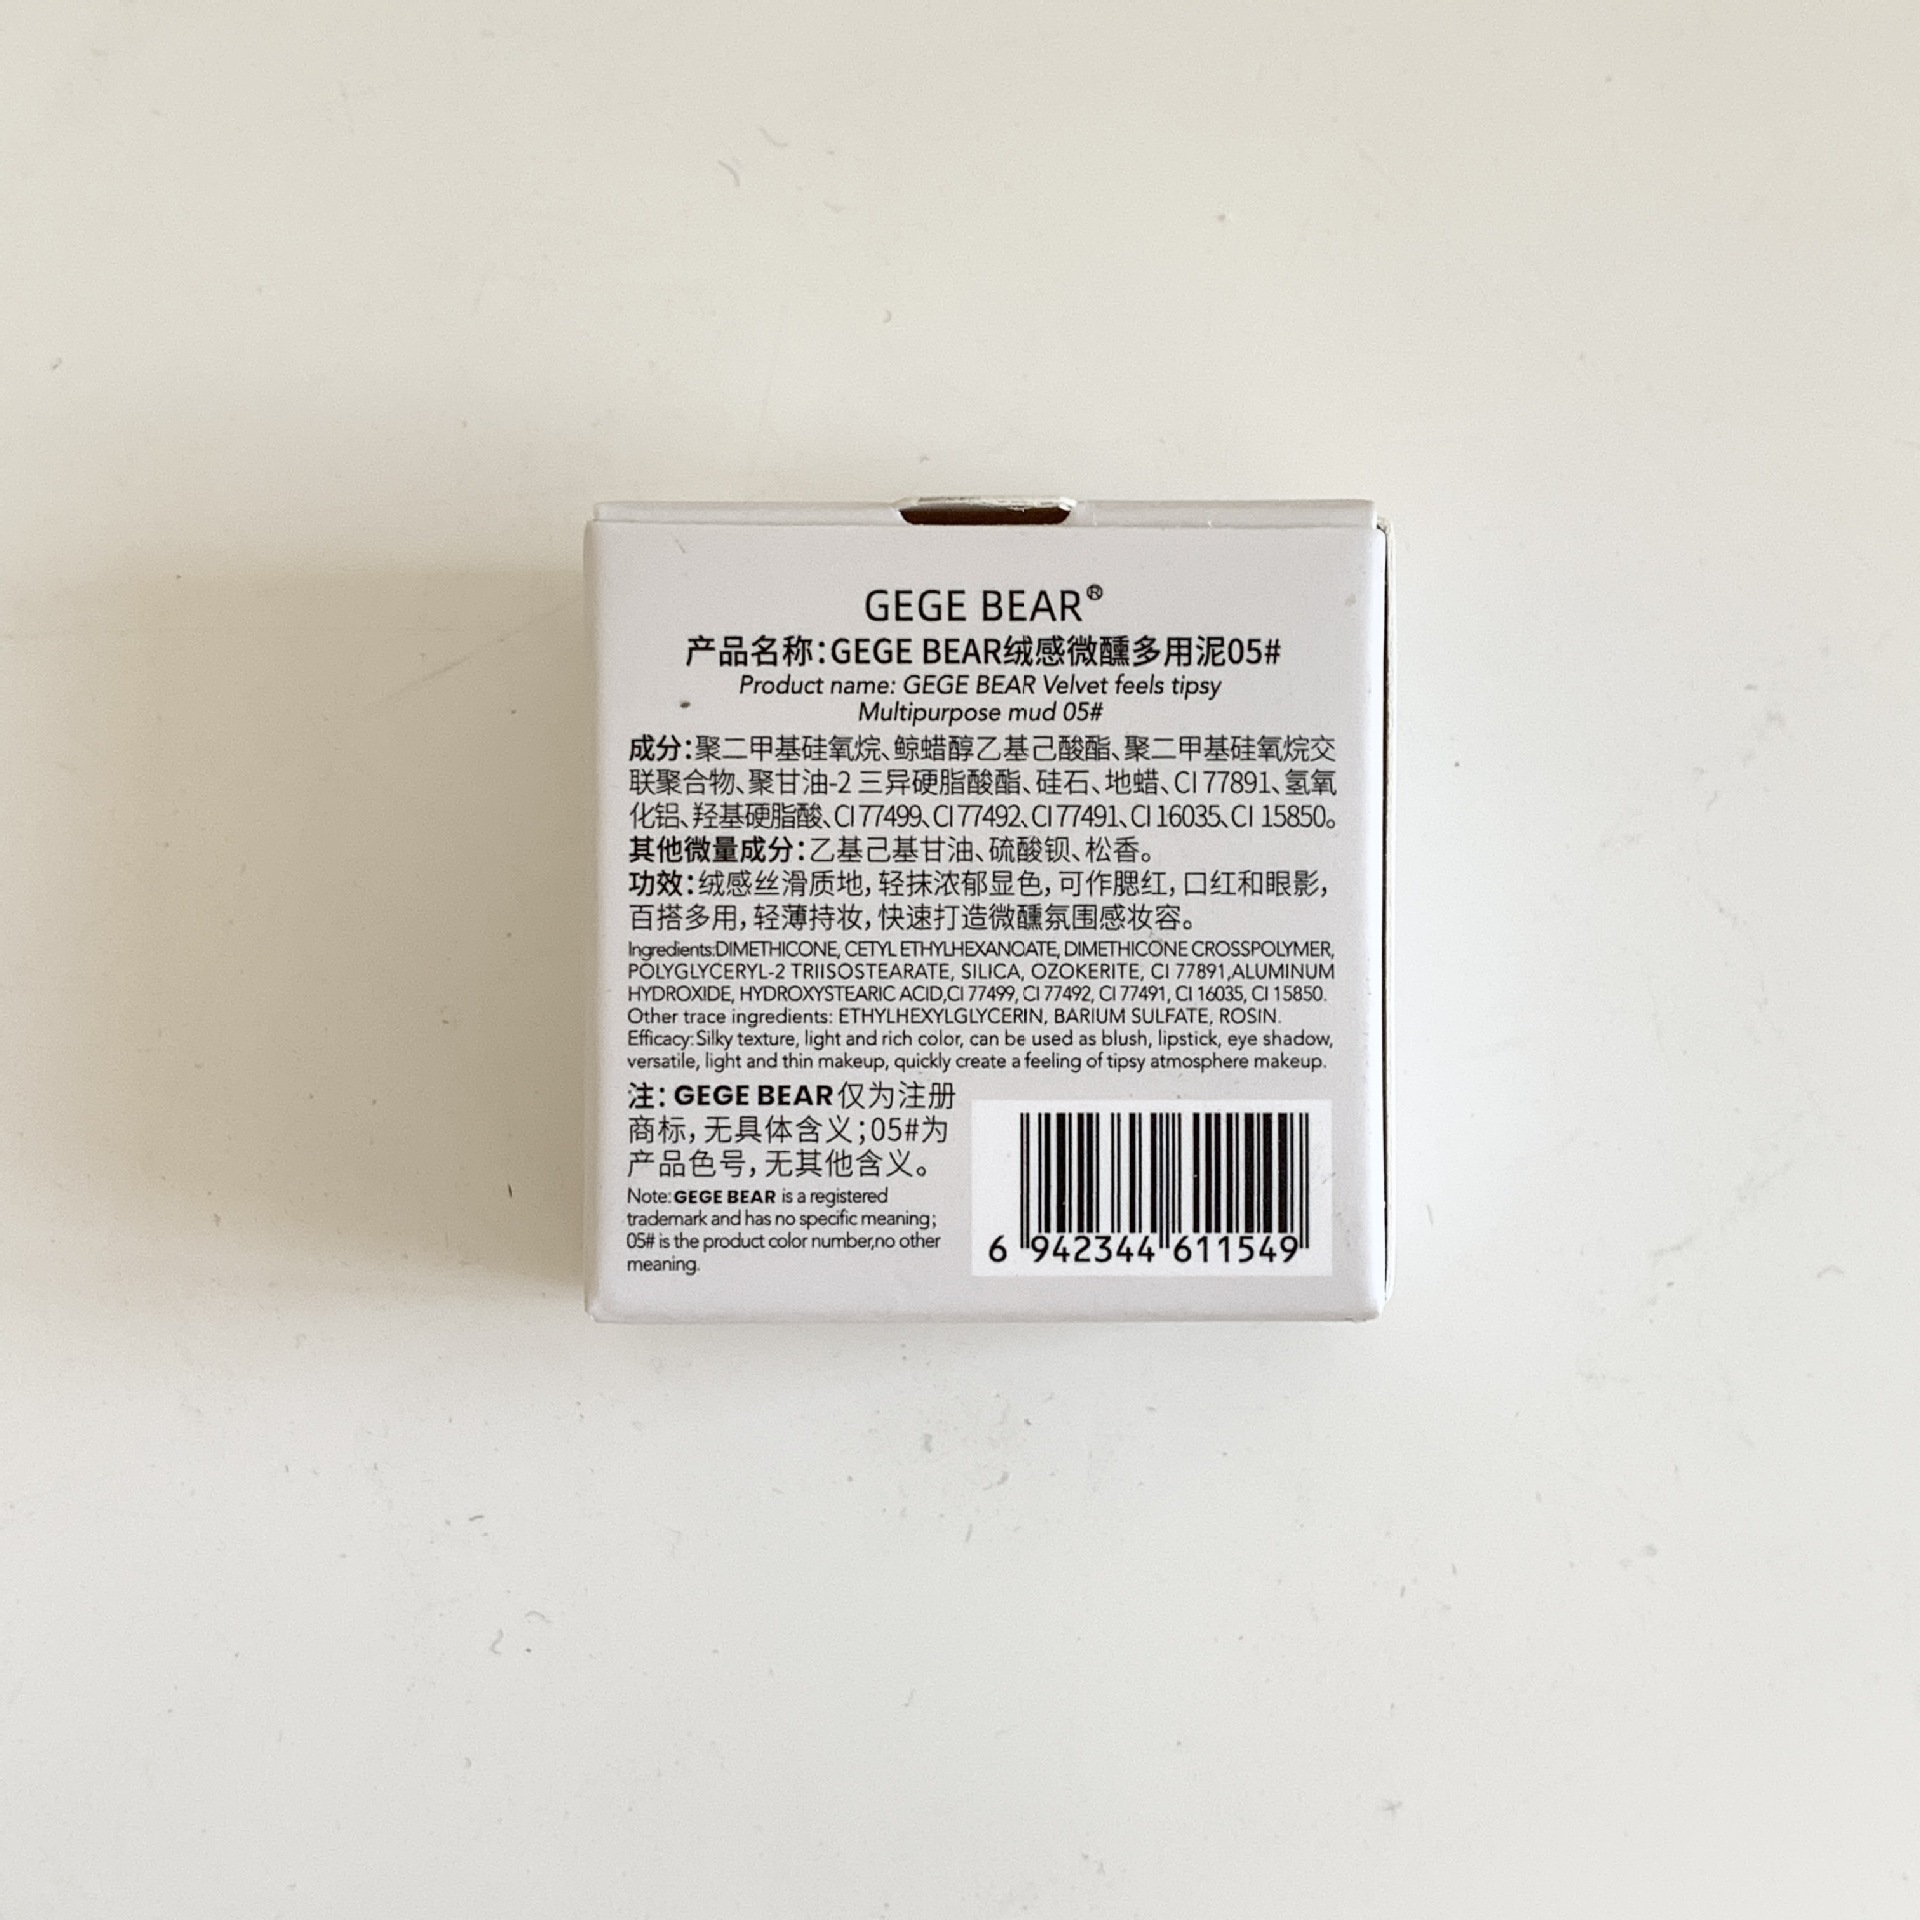 GEGE BEAR®
产品名称：GEGE BEAR绒感微醺多用泥05#
Product name: GEGE BEAR Velvet feels tipsy
Multipurpose mud 05#
成分：聚二甲基硅氧烷、鲸蜡醇乙基己酸酯、聚二甲基硅氧烷交
联聚合物、聚甘油-2 三异硬脂酸酯、硅石、地蜡、CI 77891、氢氧
化铝、羟基硬脂酸、CI 77499、CI 77492、CI 77491、CI 16035、CI 15850。
其他微量成分：乙基己基甘油、硫酸钡、松香。
功效：绒感丝滑质地，轻抹浓郁显色，可作腮红，口红和眼影，
百搭多用，轻薄持妆，快速打造微醺氛围感妆容。
Ingredients:DIMETHICONE, CETYL ETHYLHEXANOATE, DIMETHICONE CROSSPOLYMER,
POLYGLYCERYL-2 TRIISOSTEARATE, SILICA, OZOKERITE, CI 77891,ALUMINUM
HYDROXIDE, HYDROXYSTEARIC ACID,CI 77499, CI 77492, CI 77491, CI 16035, CI 15850.
Other trace ingredients: ETHYLHEXYLGLYCERIN, BARIUM SULFATE, ROSIN.
Efficacy:Silky texture, light and rich color, can be used as blush, lipstick, eye shadow,
versatile, light and thin makeup, quickly create a feeling of tipsy atmosphere makeup.
注：GEGE BEAR仅为注册
商标，无具体含义；05#为
产品色号，无其他含义。
Note:GEGE BEAR is a registered
trademark and has no specific meaning;
05# is the product color number,no other
meaning.
6 942344 611549